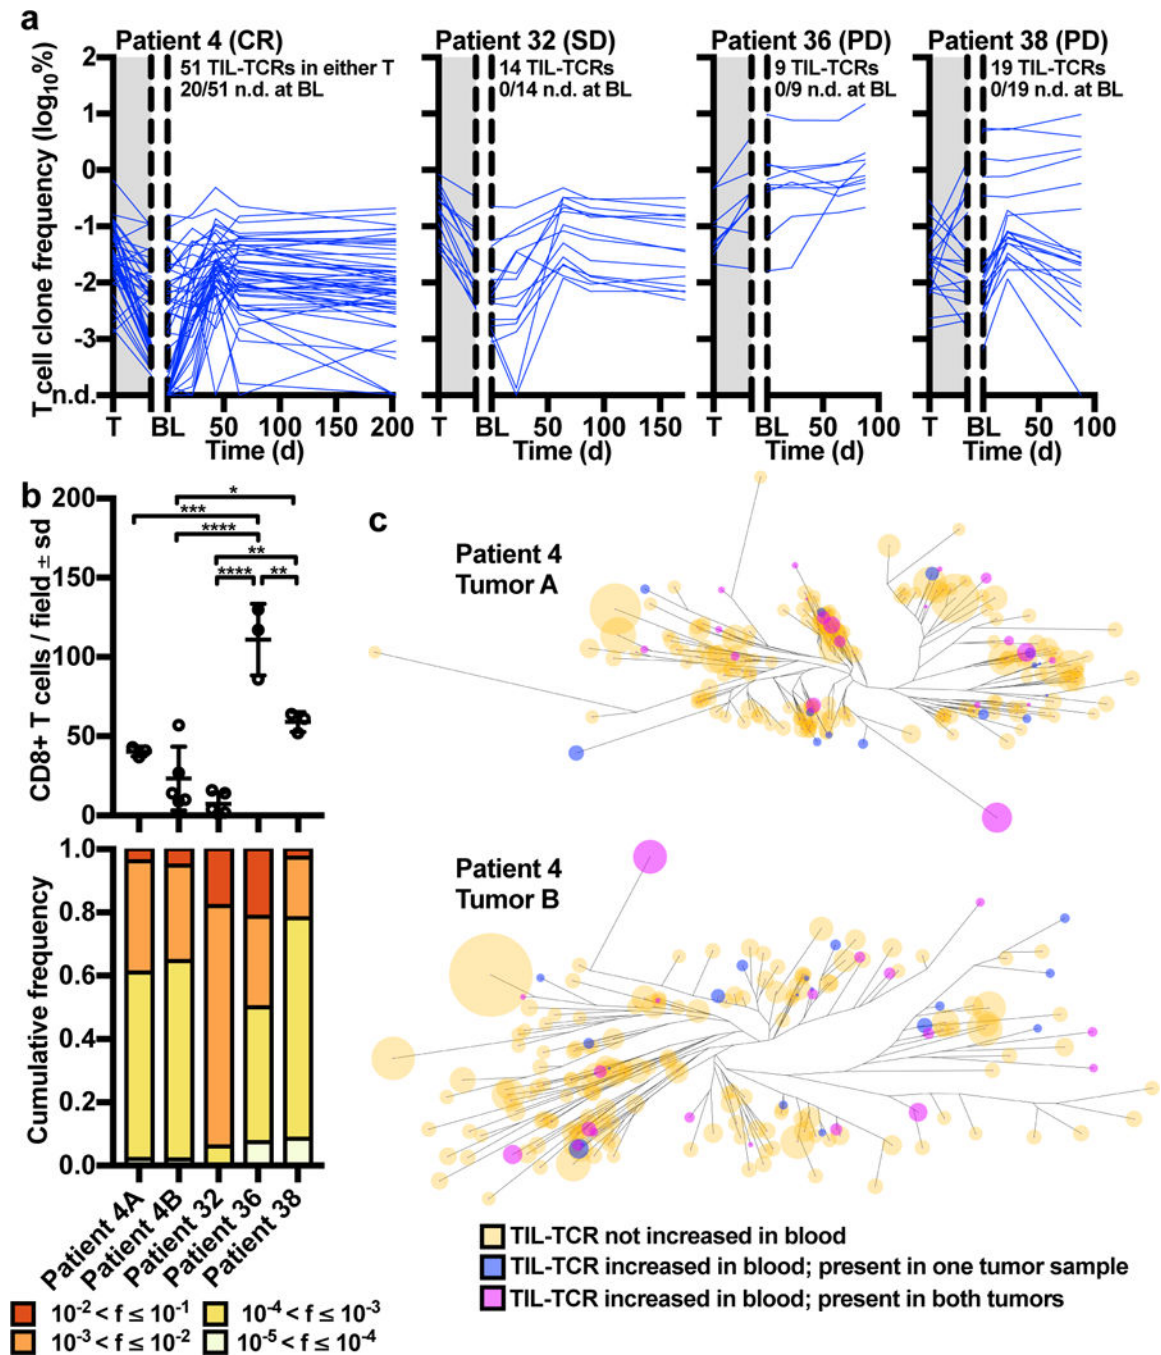 a
Patient 4 (CR)
51 TIL-TCRs in either T
20/51 n.d. at BL
Patient 32 (SD)
14 TIL-TCRs
0/14 n.d. at BL
Patient 36 (PD)
9 TIL-TCRs
0/9 n.d. at BL
Patient 38 (PD)
19 TIL-TCRs
0/19 n.d. at BL
T cell clone frequency (log10%)
2
1
0
-1
-2
-3
n.d.
T BL 50 100 150 200
Time (d)
T BL 50 100 150
Time (d)
T BL 50 100
Time (d)
T BL 50 100
Time (d)
b
CD8+ T cells / field ± sd
200
150
100
50
0
*
***
****
**
**** **
Cumulative frequency
1.0
0.8
0.6
0.4
0.2
0.0
Patient 4A
Patient 4B
Patient 32
Patient 36
Patient 38
10-2 < f ≤ 10-1
10-3 < f ≤ 10-2
10-4 < f ≤ 10-3
10-5 < f ≤ 10-4
c
Patient 4
Tumor A
Patient 4
Tumor B
TIL-TCR not increased in blood
TIL-TCR increased in blood; present in one tumor sample
TIL-TCR increased in blood; present in both tumors